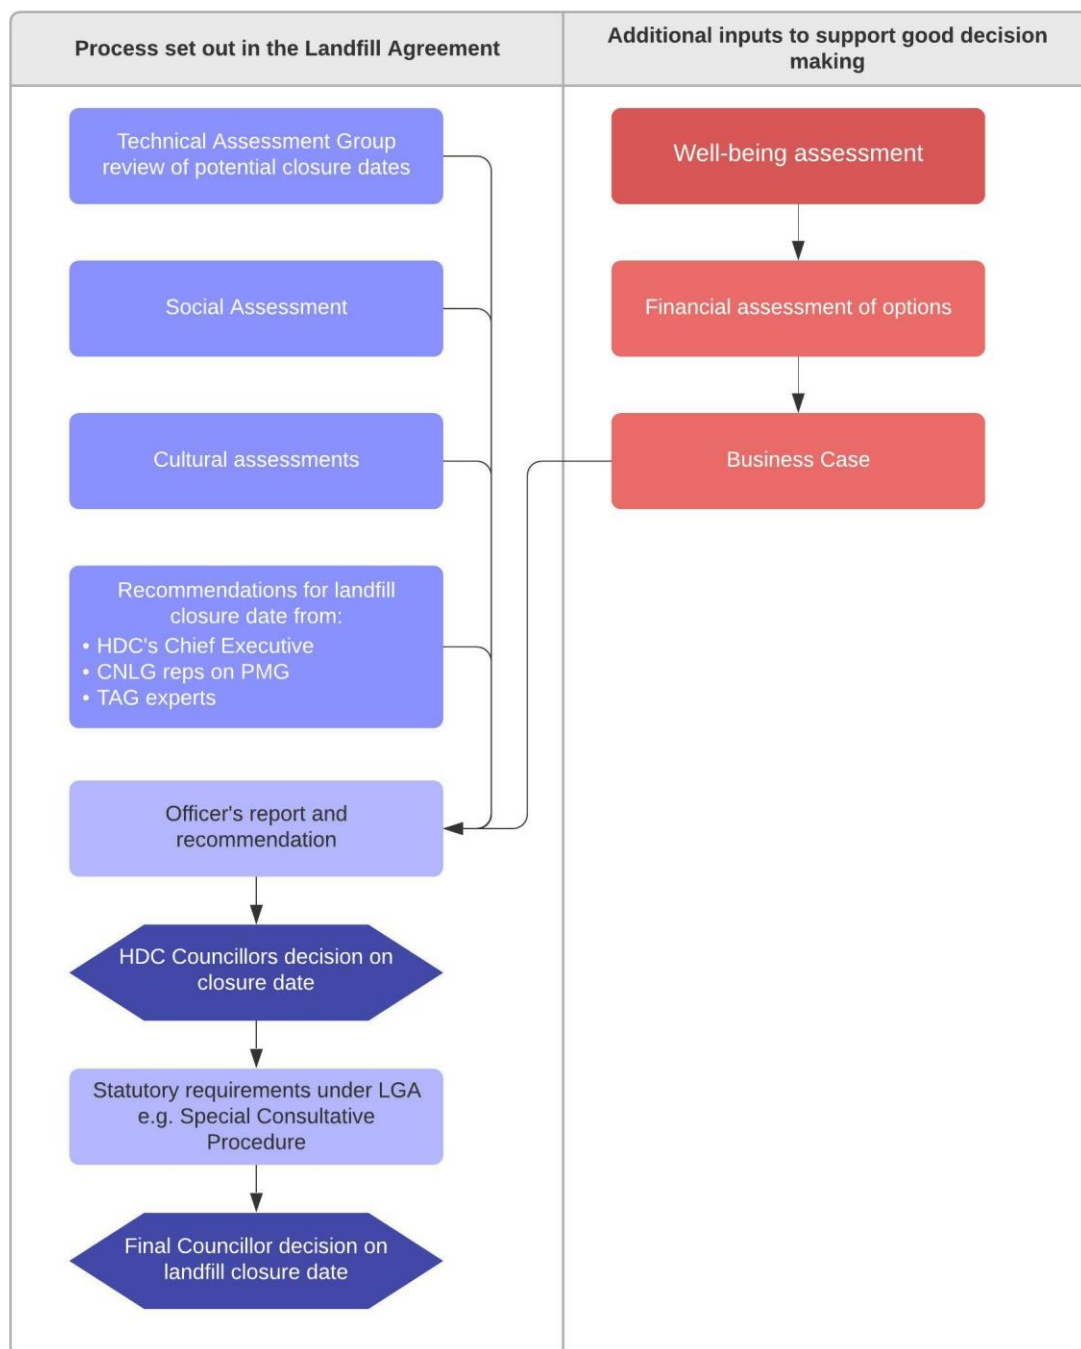 Process set out in the Landfill Agreement
Additional inputs to support good decision
making
Technical Assessment Group
review of potential closure dates
Social Assessment
Cultural assessments
Recommendations for landfill
closure date from:
• HDC's Chief Executive
• CNLG reps on PMG
• TAG experts
Officer's report and
recommendation
HDC Councillors decision on
closure date
Statutory requirements under LGA
e.g. Special Consultative
Procedure
Final Councillor decision on
landfill closure date
Well-being assessment
Financial assessment of options
Business Case